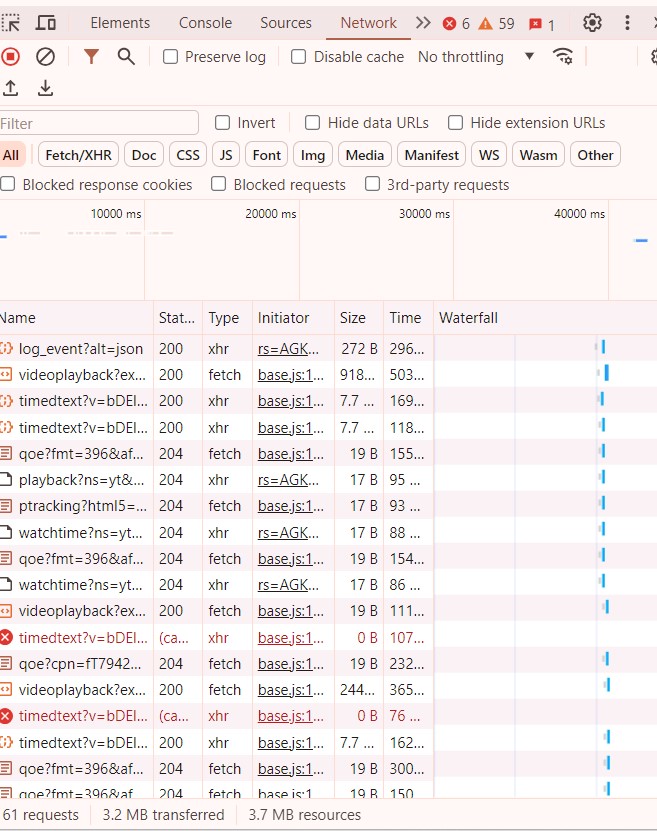 Elements Console Sources Network 6 59 1
Preserve log Disable cache No throttling
Filter Invert Hide data URLs Hide extension URLs
All Fetch/XHR Doc CSS JS Font Img Media Manifest WS Wasm Other
Blocked response cookies Blocked requests 3rd-party requests
10000 ms 20000 ms 30000 ms 40000 ms
Name Stat... Type Initiator Size Time Waterfall
log_event?alt=json 200 xhr rs=AGK... 272 B 296...
videoplayback?ex... 200 fetch base.js:1... 918... 503...
timedtext?v=bDEl... 200 xhr base.js:1... 7.7 ... 169...
timedtext?v=bDEl... 200 xhr base.js:1... 7.7 ... 118...
qoe?fmt=396&af... 204 fetch base.js:1... 19 B 155...
playback?ns=yt&... 204 xhr rs=AGK... 17 B 95 ...
ptracking?html5=... 204 fetch base.js:1... 17 B 93 ...
watchtime?ns=yt... 204 xhr rs=AGK... 17 B 88 ...
qoe?fmt=396&af... 204 fetch base.js:1... 19 B 154...
watchtime?ns=yt... 204 xhr rs=AGK... 17 B 86 ...
videoplayback?ex... 200 fetch base.js:1... 19 B 111...
timedtext?v=bDEl... (ca... xhr base.js:1... 0 B 107...
qoe?cpn=fT7942... 204 fetch base.js:1... 19 B 232...
videoplayback?ex... 200 fetch base.js:1... 244... 365...
timedtext?v=bDEl... (ca... xhr base.js:1... 0 B 76 ...
timedtext?v=bDEl... 200 xhr base.js:1... 7.7 ... 162...
qoe?fmt=396&af... 204 fetch base.js:1... 19 B 300...
qoe?fmt=396&af... 204 fetch base.js:1... 19 B 150...
61 requests 3.2 MB transferred 3.7 MB resources